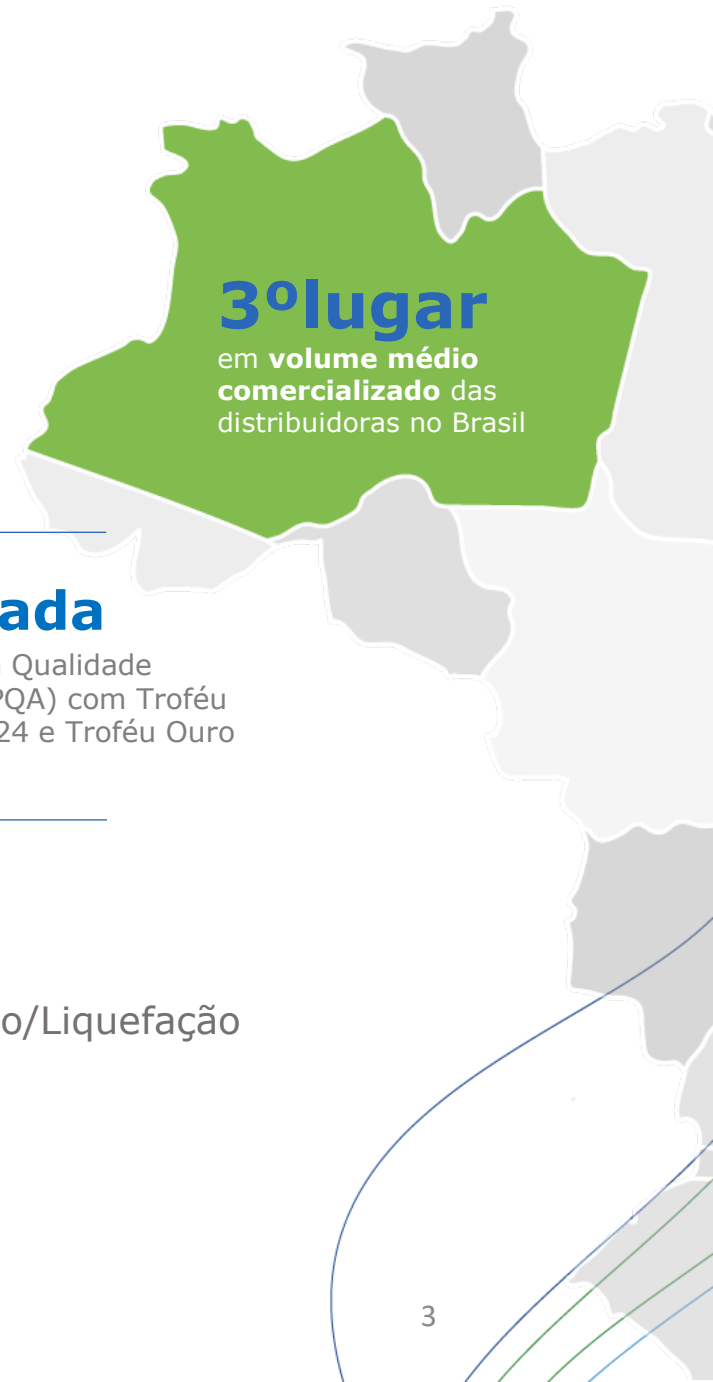 3ºlugar
em volume médio
comercializado das
distribuidoras no Brasil
ada
Qualidade
PQA) com Troféu
24 e Troféu Ouro
o/Liquefação
3